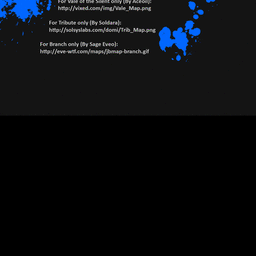 For Vale of the Silent only (By Aceon):
http://vixed.com/img/Vale_Map.png
For Tribute only (By Soldara):
http://solsyslabs.com/domi/Trib_Map.png
For Branch only (By Sage Eveo):
http://eve-wtf.com/maps/jbmap-branch.gif